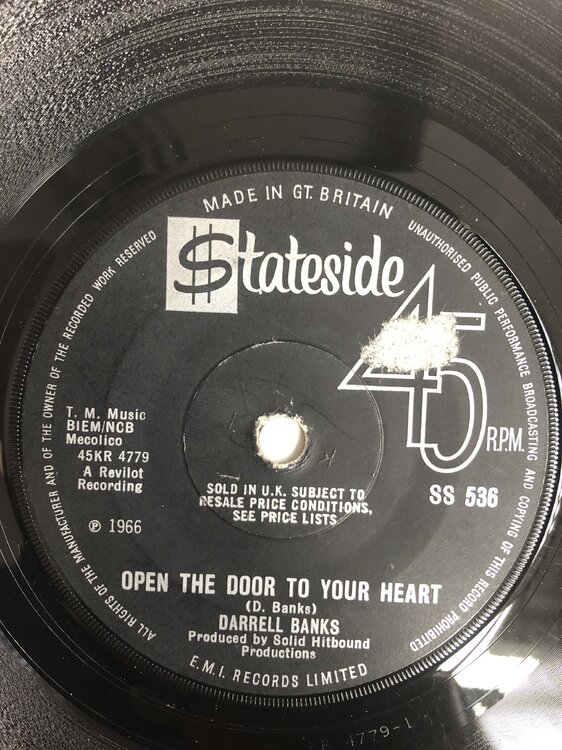 MADE IN GT. BRITAIN
$tateside
45
R.P.M.
T. M. Music
BIEM/NCB
Mecolico
45KR 4779
A Revilot
Recording
℗ 1966
SOLD IN U.K. SUBJECT TO
RESALE PRICE CONDITIONS,
SEE PRICE LISTS
SS 536
OPEN THE DOOR TO YOUR HEART
(D. Banks)
DARRELL BANKS
Produced by Solid Hitbound
Productions
E.M.I. RECORDS LIMITED
ALL RIGHTS OF THE MANUFACTURER AND OF THE OWNER OF THE RECORDED WORK RESERVED
UNAUTHORISED PUBLIC PERFORMANCE BROADCASTING AND COPYING OF THIS RECORD PROHIBITED
4779-1